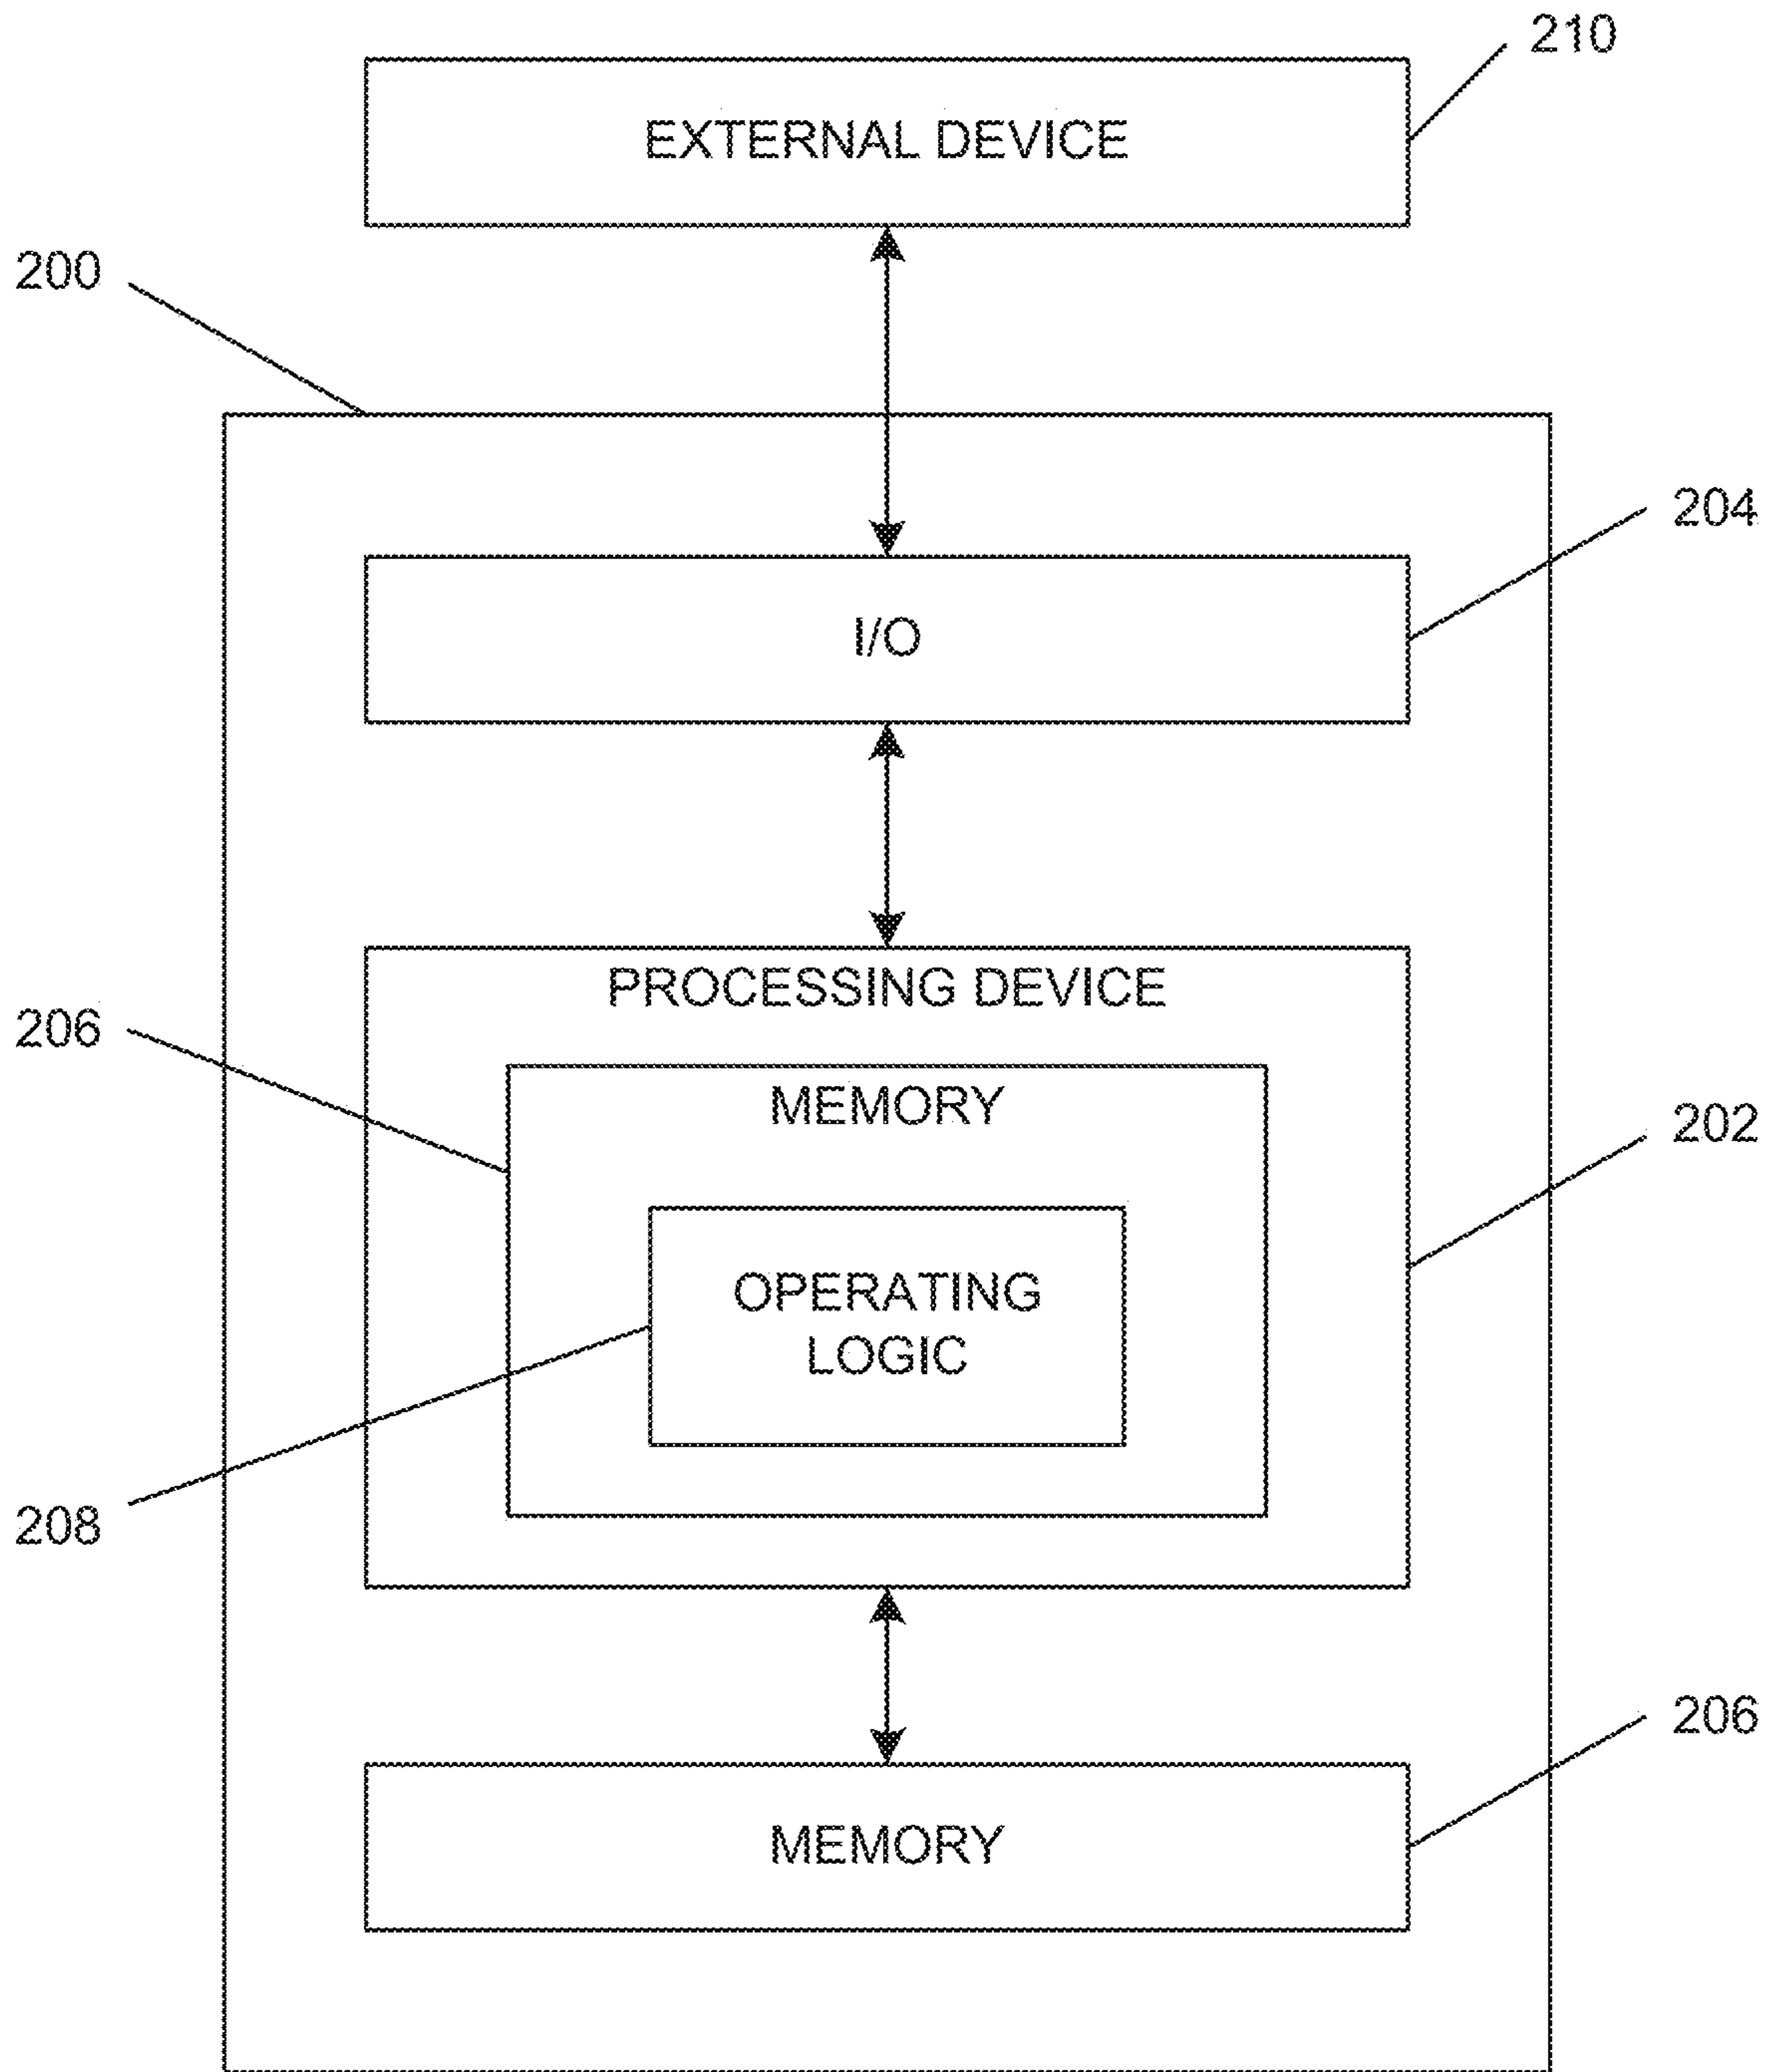 210
EXTERNAL DEVICE
200
204
I/O
PROCESSING DEVICE
206
MEMORY
202
OPERATING
LOGIC
208
206
MEMORY